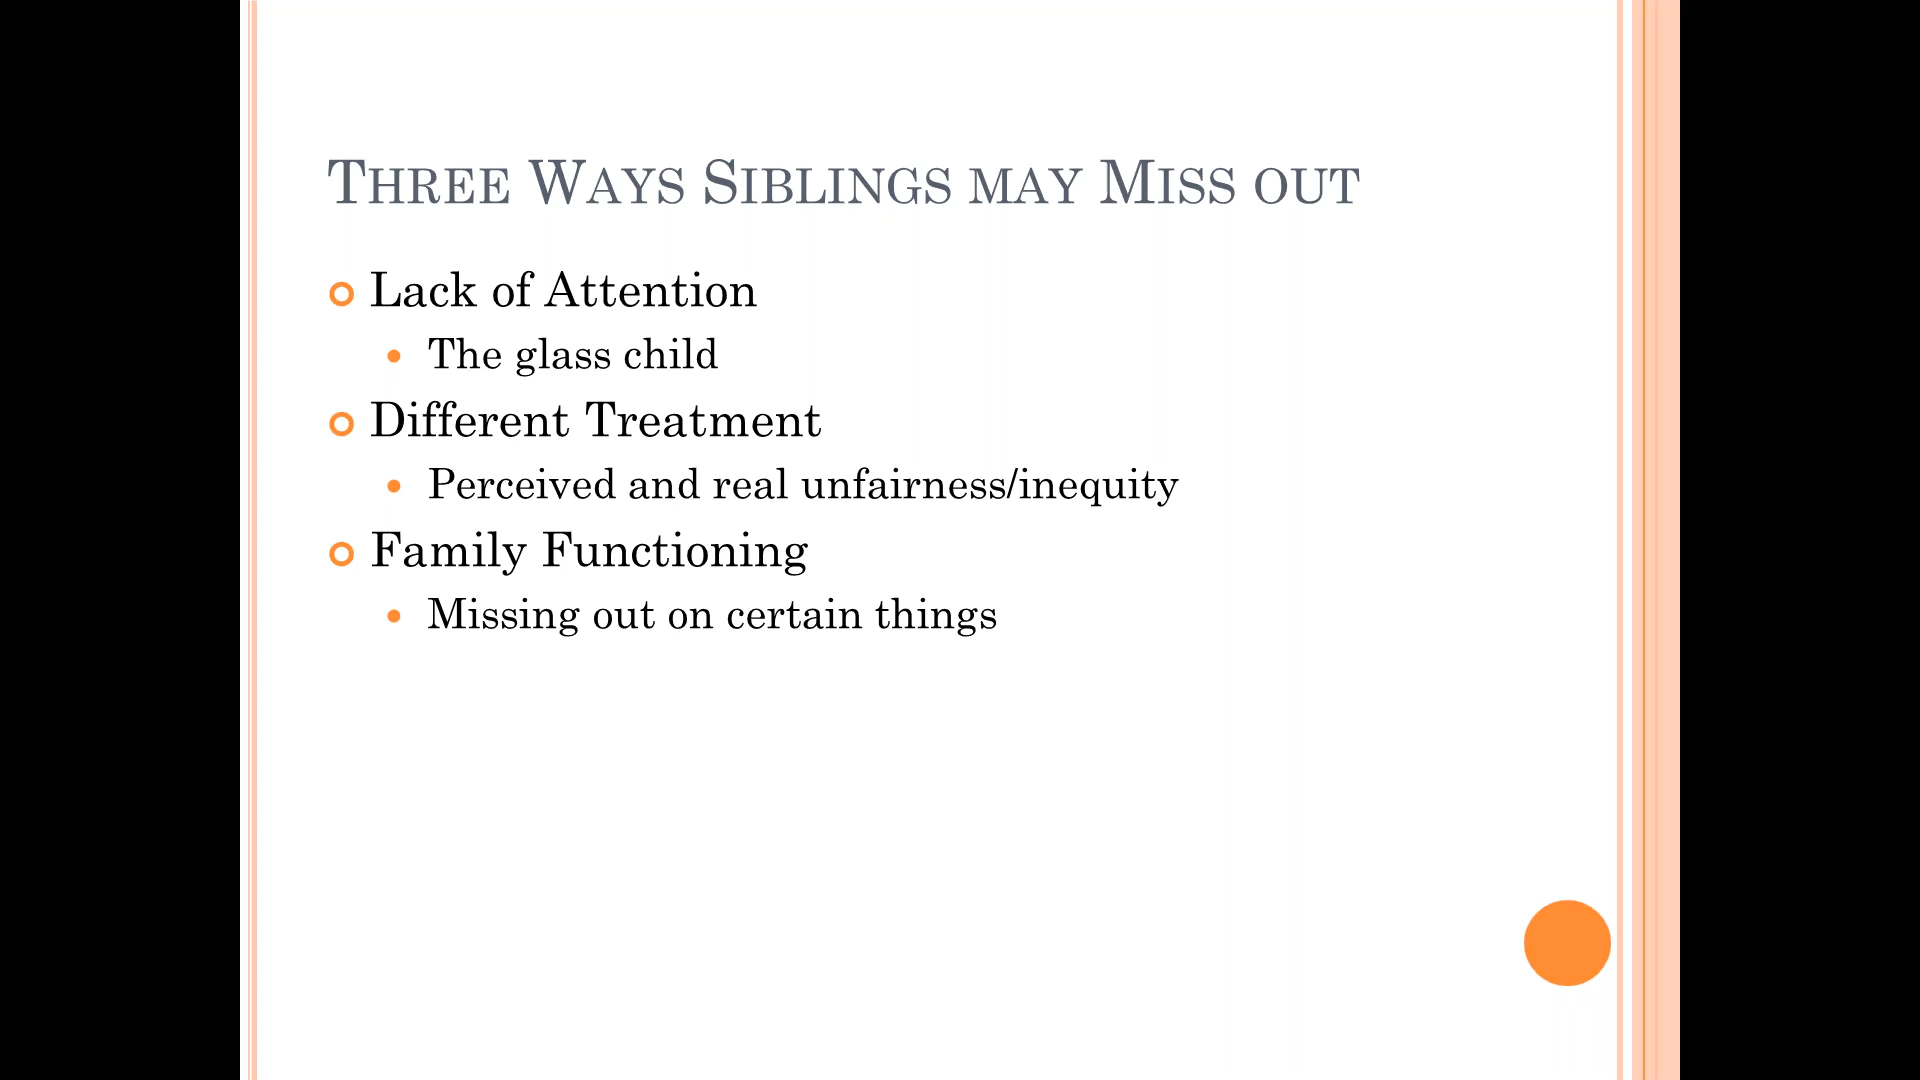 Three Ways Siblings may Miss out
Lack of Attention
The glass child
Different Treatment
Perceived and real unfairness/inequity
Family Functioning
Missing out on certain things